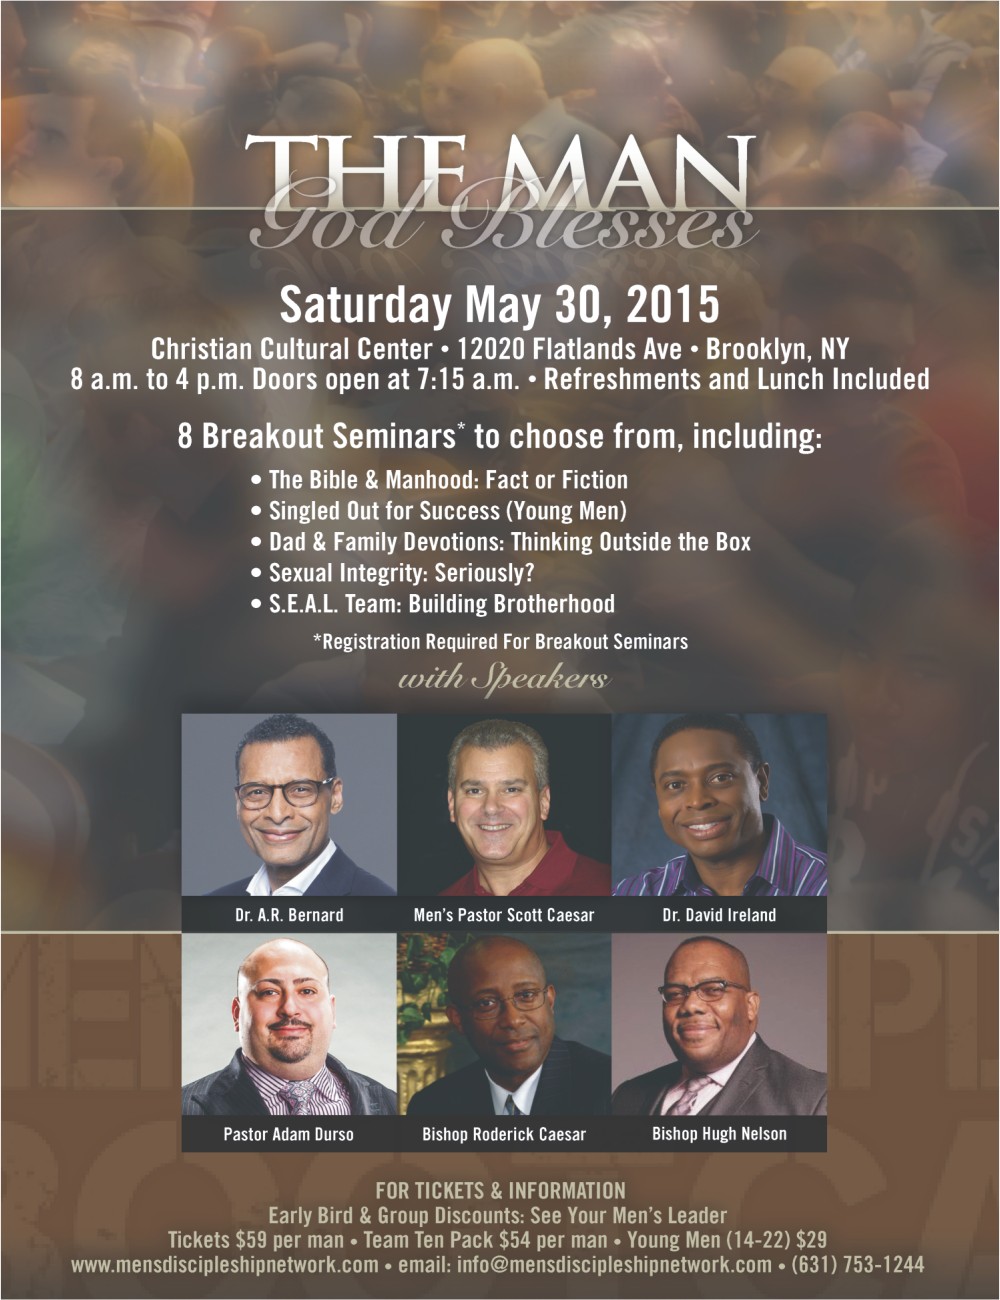 THE MAN
God Blesses
Saturday May 30, 2015
Christian Cultural Center • 12020 Flatlands Ave • Brooklyn, NY
8 a.m. to 4 p.m. Doors open at 7:15 a.m. • Refreshments and Lunch Included
8 Breakout Seminars* to choose from, including:
• The Bible & Manhood: Fact or Fiction
• Singled Out for Success (Young Men)
• Dad & Family Devotions: Thinking Outside the Box
• Sexual Integrity: Seriously?
• S.E.A.L. Team: Building Brotherhood
*Registration Required For Breakout Seminars
with Speakers
Dr. A.R. Bernard
Men's Pastor Scott Caesar
Dr. David Ireland
Pastor Adam Durso
Bishop Roderick Caesar
Bishop Hugh Nelson
FOR TICKETS & INFORMATION
Early Bird & Group Discounts: See Your Men's Leader
Tickets $59 per man • Team Ten Pack $54 per man • Young Men (14-22) $29
www.mensdiscipleshipnetwork.com • email: info@mensdiscipleshipnetwork.com • (631) 753-1244